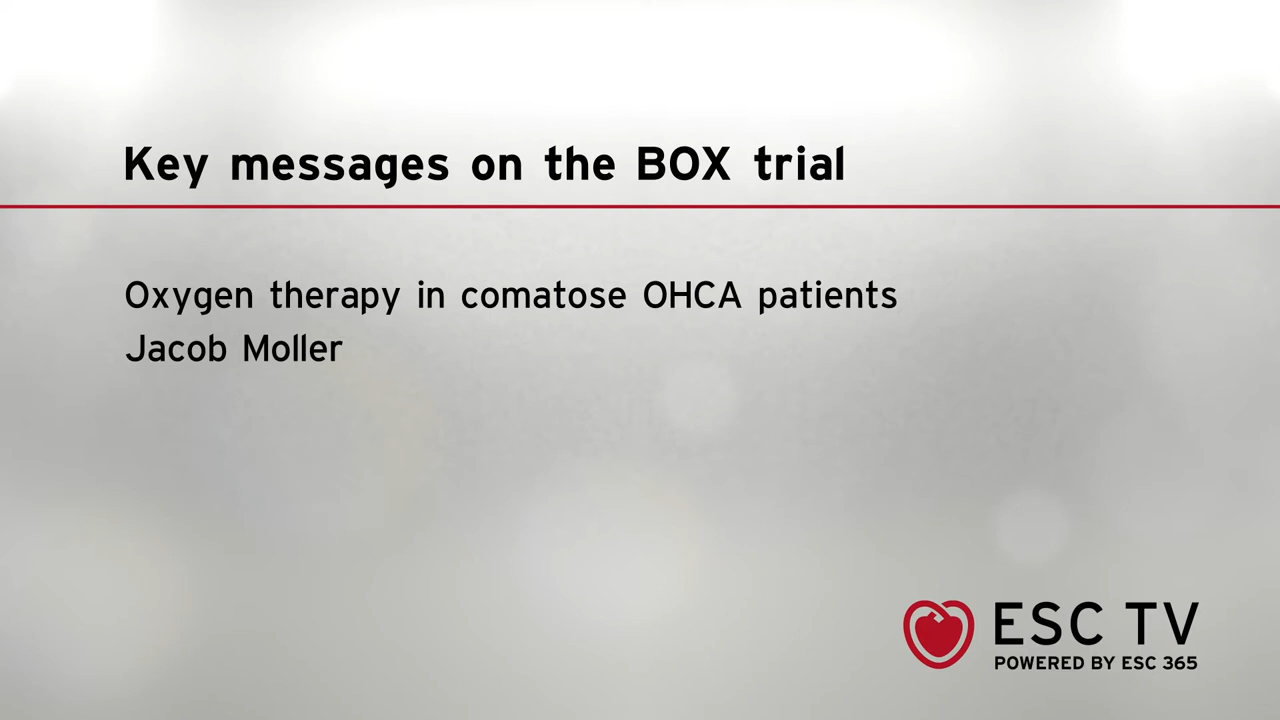 Key messages on the BOX trial
Oxygen therapy in comatose OHCA patients
Jacob Moller
ESC TV
POWERED BY ESC 365